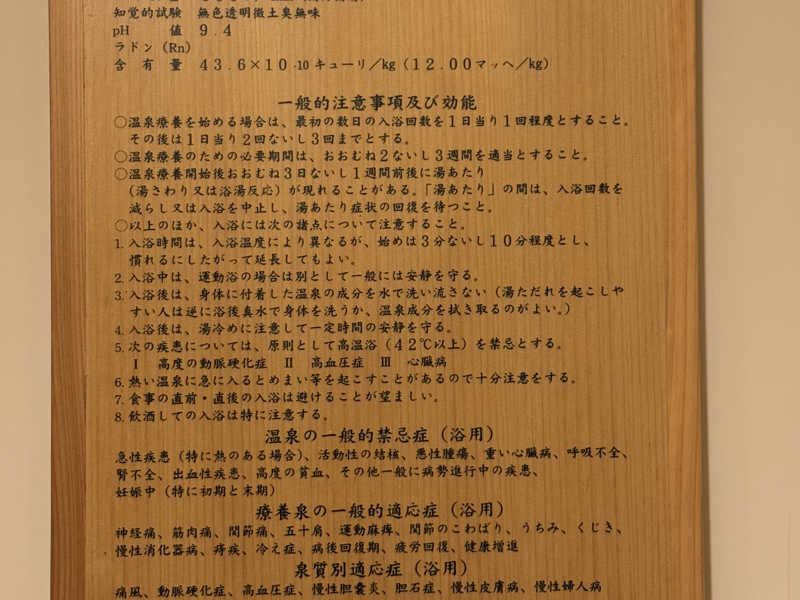 知覚的試験　無色透明微土臭無味
pH　　　値　９.４
ラドン（Rn）
含　有　量　４３.６×１０-10キューリ／kg（１２.００マッヘ／kg）
一般的注意事項及び効能
○温泉療養を始める場合は、最初の数日の入浴回数を１日当り１回程度とすること。
その後は１日当り２回ないし３回までとする。
○温泉療養のための必要期間は、おおむね２ないし３週間を適当とすること。
○温泉療養開始後おおむね３日ないし１週間前後に湯あたり
（湯さわり又は浴湯反応）が現れることがある。「湯あたり」の間は、入浴回数を
減らし又は入浴を中止し、湯あたり症状の回復を待つこと。
○以上のほか、入浴には次の諸点について注意すること。
1. 入浴時間は、入浴温度により異なるが、始めは３分ないし１０分程度とし、
慣れるにしたがって延長してもよい。
2. 入浴中は、運動浴の場合は別として一般には安静を守る。
3. 入浴後は、身体に付着した温泉の成分を水で洗い流さない（湯ただれを起こしや
すい人は逆に浴後真水で身体を洗うか、温泉成分を拭き取るのがよい。）
4. 入浴後は、湯冷めに注意して一定時間の安静を守る。
5. 次の疾患については、原則として高温浴（４２℃以上）を禁忌とする。
Ⅰ　高度の動脈硬化症　Ⅱ　高血圧症　Ⅲ　心臓病
6. 熱い温泉に急に入るとめまい等を起こすことがあるので十分注意をする。
7. 食事の直前・直後の入浴は避けることが望ましい。
8. 飲酒しての入浴は特に注意する。
温泉の一般的禁忌症（浴用）
急性疾患（特に熱のある場合）、活動性の結核、悪性腫瘍、重い心臓病、呼吸不全、
腎不全、出血性疾患、高度の貧血、その他一般に病勢進行中の疾患、
妊娠中（特に初期と末期）
療養泉の一般的適応症（浴用）
神経痛、筋肉痛、関節痛、五十肩、運動麻痺、関節のこわばり、うちみ、くじき、
慢性消化器病、痔疾、冷え症、病後回復期、疲労回復、健康増進
泉質別適応症（浴用）
痛風、動脈硬化症、高血圧症、慢性胆嚢炎、胆石症、慢性皮膚病、慢性婦人病